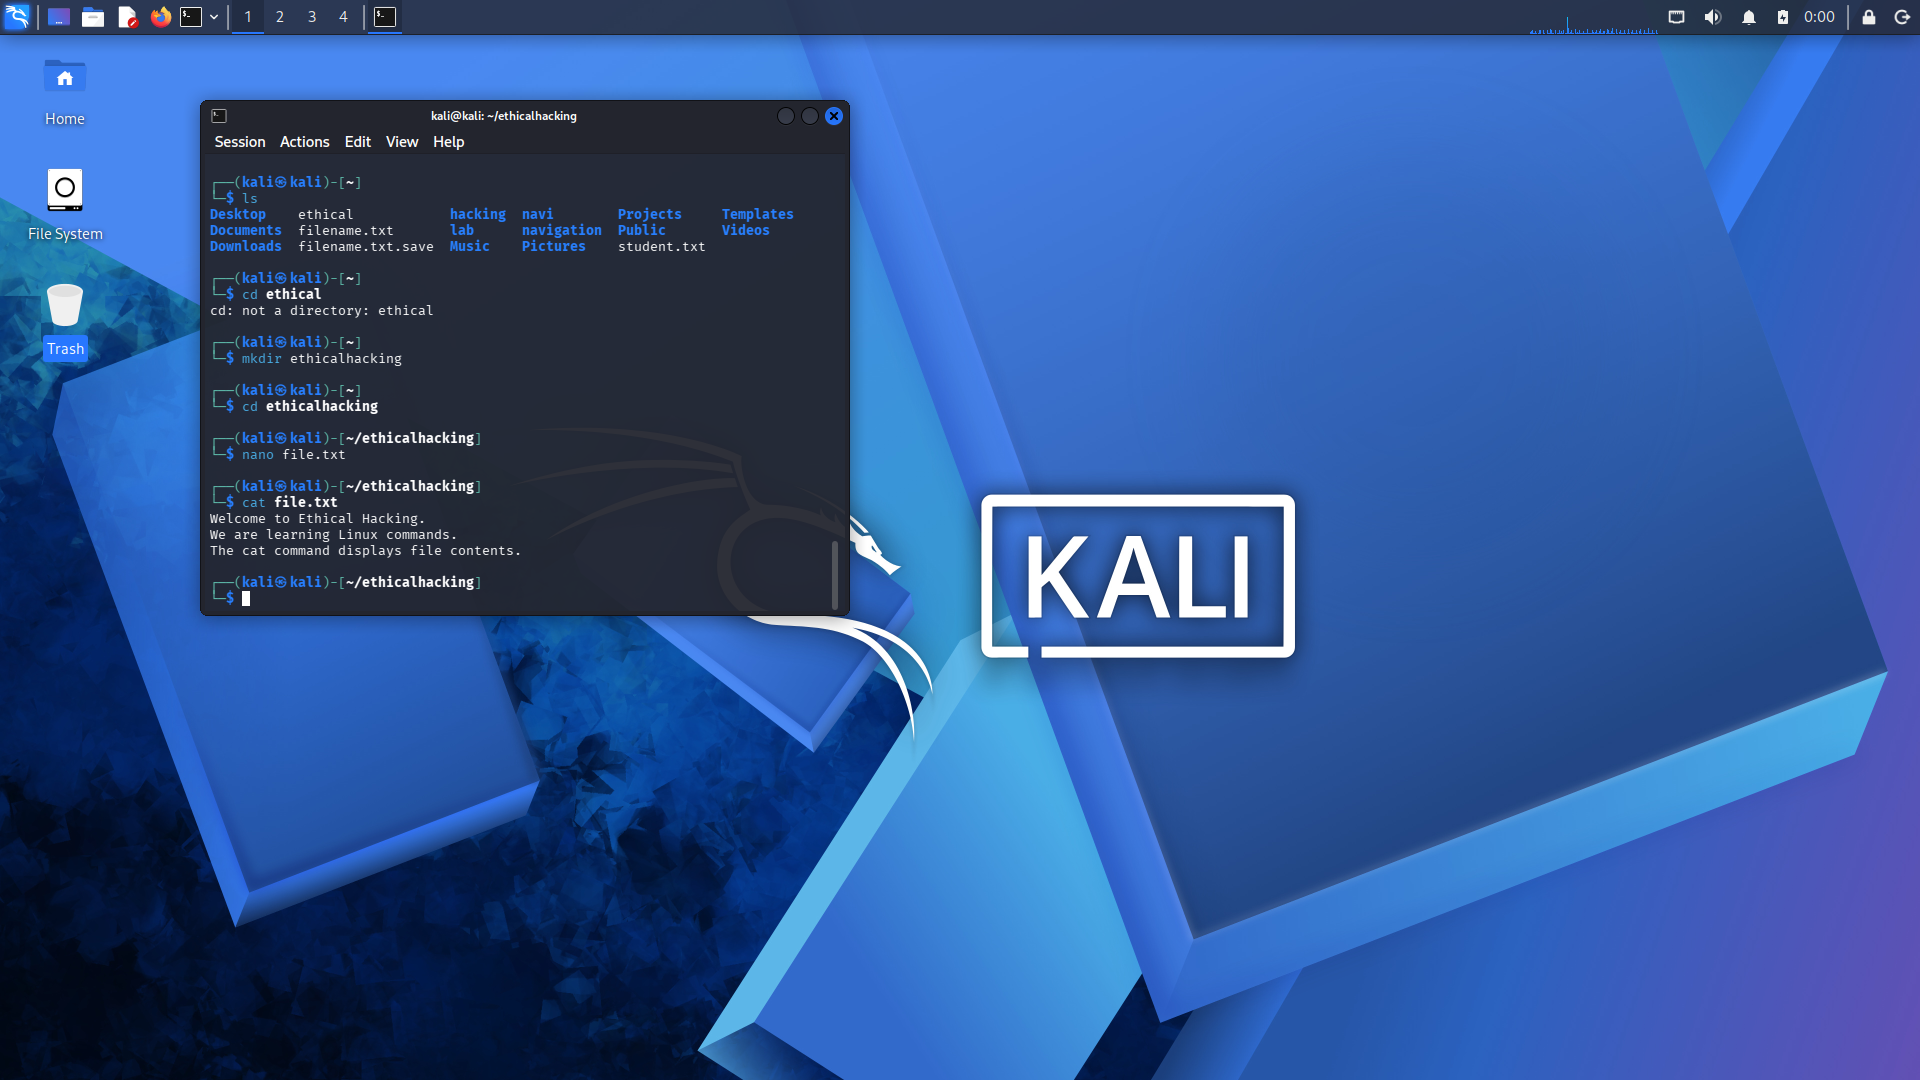 1 2 3 4
0:00
Home
File System
Trash
kali@kali: ~/ethicalhacking
Session Actions Edit View Help
┌──(kali㉿kali)-[~]
└─$ ls
Desktop ethical hacking navi Projects Templates
Documents filename.txt lab navigation Public Videos
Downloads filename.txt.save Music Pictures student.txt
┌──(kali㉿kali)-[~]
└─$ cd ethical
cd: not a directory: ethical
┌──(kali㉿kali)-[~]
└─$ mkdir ethicalhacking
┌──(kali㉿kali)-[~]
└─$ cd ethicalhacking
┌──(kali㉿kali)-[~/ethicalhacking]
└─$ nano file.txt
┌──(kali㉿kali)-[~/ethicalhacking]
└─$ cat file.txt
Welcome to Ethical Hacking.
We are learning Linux commands.
The cat command displays file contents.
┌──(kali㉿kali)-[~/ethicalhacking]
└─$
KALI